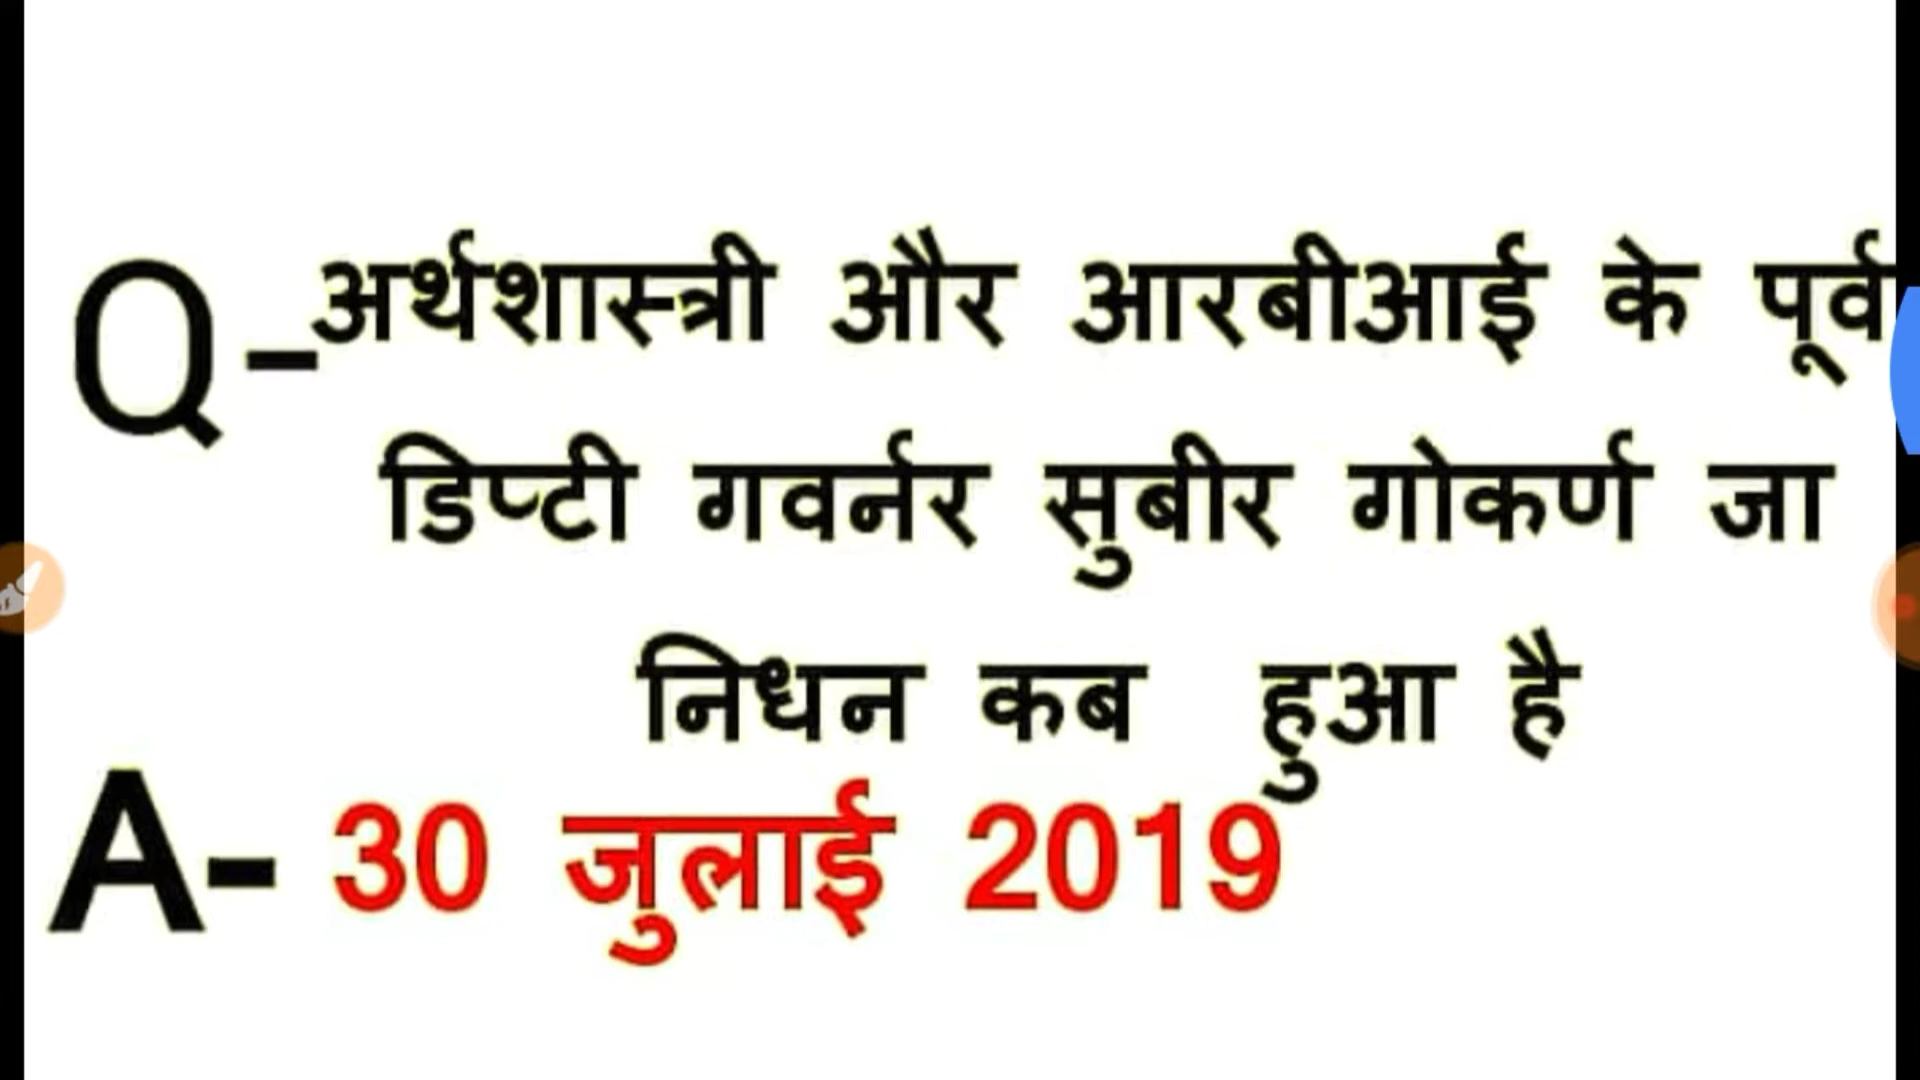 Q-अर्थशास्त्री और आरबीआई के पूर्व
डिप्टी गवर्नर सुबीर गोकर्ण जा
निधन कब हुआ है
A- 30 जुलाई 2019